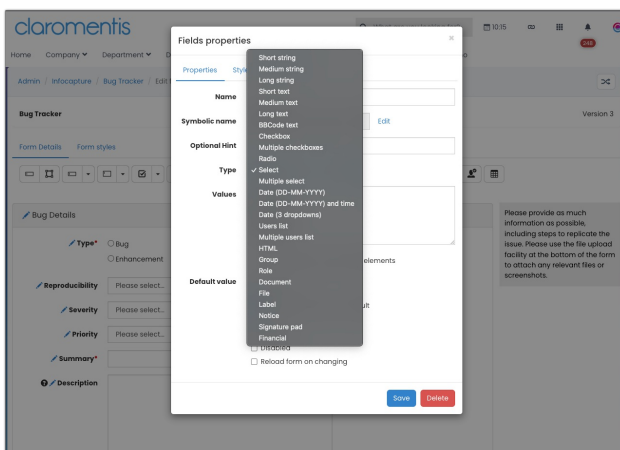 claromentis
10:15
248
Home Company Department
Admin / Infocapture / Bug Tracker / Edit
Bug Tracker
Version 3
Form Details Form styles
Bug Details
Type*
Bug
Enhancement
Reproducibility
Please select...
Severity
Please select...
Priority
Please select...
Summary*
Description
Fields properties
×
Properties
Name
Symbolic name
Edit
Optional Hint
Type
Values
elements
Default value
Disabled
Reload form on changing
Save
Delete
Short string
Medium string
Long string
Short text
Medium text
Long text
BBCode text
Checkbox
Multiple checkboxes
Radio
✓ Select
Multiple select
Date (DD-MM-YYYY)
Date (DD-MM-YYYY) and time
Date (3 dropdowns)
Users list
Multiple users list
HTML
Group
Role
Document
File
Label
Notice
Signature pad
Financial
Please provide as much
information as possible,
including steps to replicate the
issue. Please use the file upload
facility at the bottom of the form
to attach any relevant files or
screenshots.